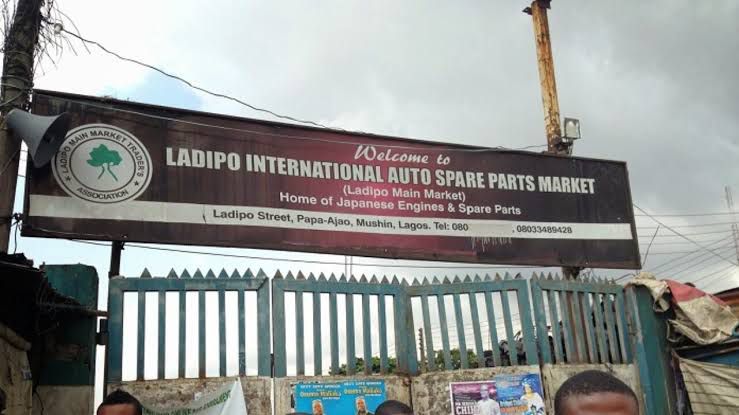 LADIPO MAIN MARKET TRADER'S
ASSOCIATION
Welcome to
LADIPO INTERNATIONAL AUTO SPARE PARTS MARKET
(Ladipo Main Market)
Home of Japanese Engines & Spare Parts
Ladipo Street, Papa-Ajao, Mushin, Lagos. Tel: 080 , 08033489428